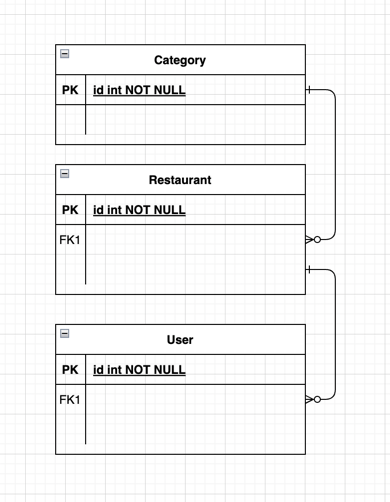 Category
PK id int NOT NULL
Restaurant
PK id int NOT NULL
FK1
User
PK id int NOT NULL
FK1